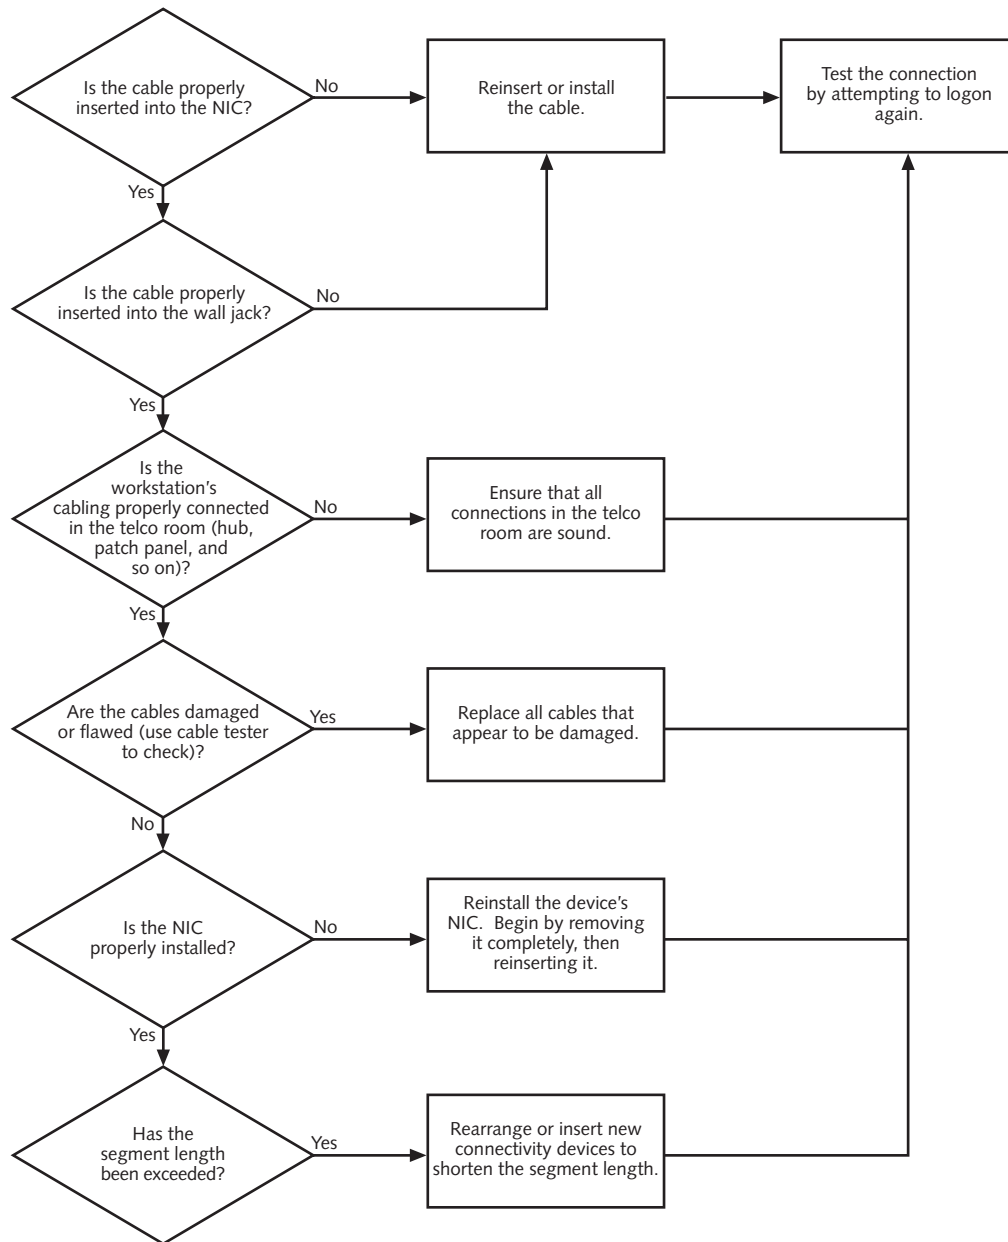 Is the cable properly
inserted into the NIC?
No
Reinsert or install
the cable.
Test the connection
by attempting to logon
again.
Yes
Is the cable properly
inserted into the wall jack?
No
Yes
Is the
workstation's
cabling properly connected
in the telco room (hub,
patch panel, and
so on)?
No
Ensure that all
connections in the telco
room are sound.
Yes
Are the cables damaged
or flawed (use cable tester
to check)?
Yes
Replace all cables that
appear to be damaged.
No
Is the NIC
properly installed?
No
Reinstall the device's
NIC. Begin by removing
it completely, then
reinserting it.
Yes
Has the
segment length
been exceeded?
Yes
Rearrange or insert new
connectivity devices to
shorten the segment length.